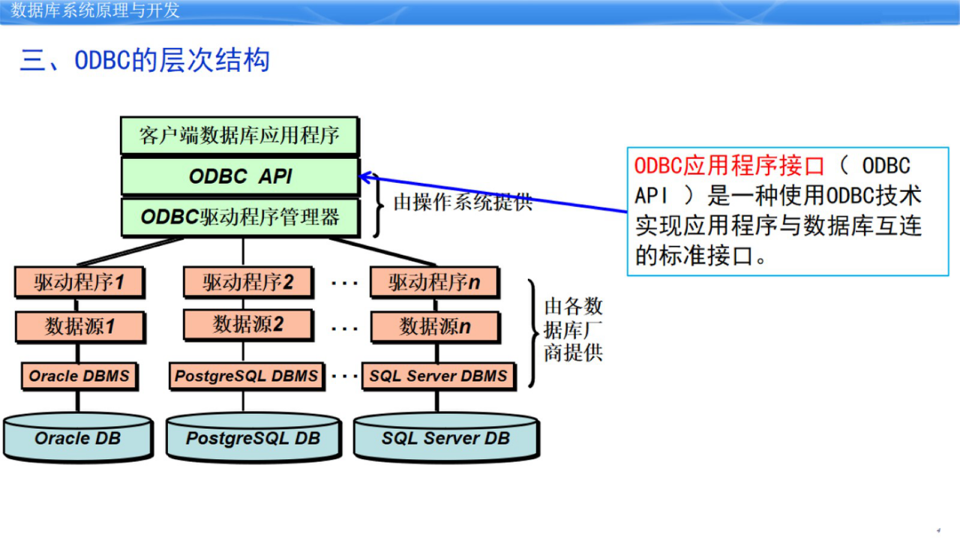 数据库系统原理与开发
三、ODBC的层次结构
客户端数据库应用程序
ODBC API
ODBC驱动程序管理器
由操作系统提供
ODBC应用程序接口（ ODBC
API ）是一种使用ODBC技术
实现应用程序与数据库互连
的标准接口。
驱动程序1
驱动程序2
···
驱动程序n
数据源1
数据源2
···
数据源n
由各数
据库厂
商提供
Oracle DBMS
PostgreSQL DBMS
···
SQL Server DBMS
Oracle DB
PostgreSQL DB
SQL Server DB